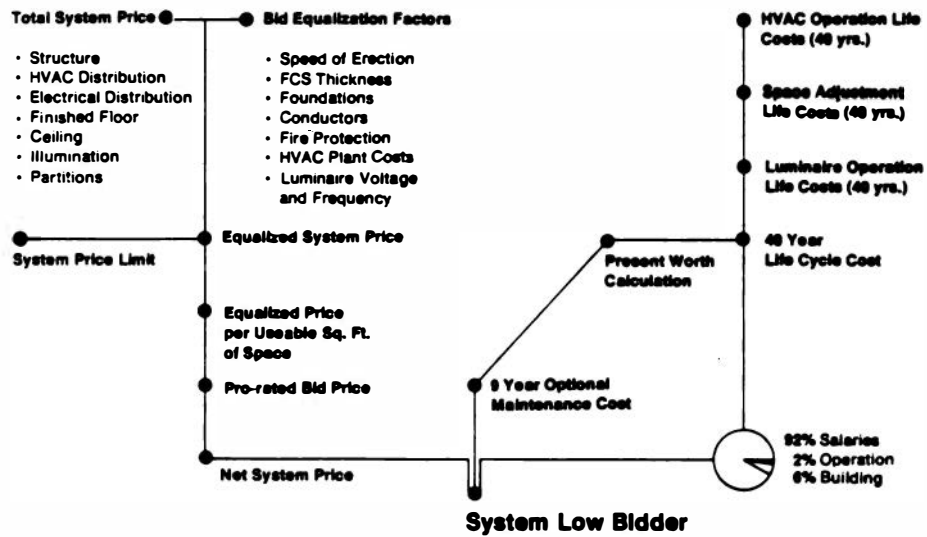 Total System Price
• Structure
• HVAC Distribution
• Electrical Distribution
• Finished Floor
• Ceiling
• Illumination
• Partitions
Bid Equalization Factors
• Speed of Erection
• FCS Thickness
• Foundations
• Conductors
• Fire Protection
• HVAC Plant Costs
• Luminaire Voltage
and Frequency
HVAC Operation Life
Costs (40 yrs.)
Space Adjustment
Life Costs (40 yrs.)
Luminaire Operation
Life Costs (40 yrs.)
System Price Limit
Equalized System Price
Present Worth
Calculation
40 Year
Life Cycle Cost
Equalized Price
per Useable Sq. Ft.
of Space
Pro-rated Bid Price
9 Year Optional
Maintenance Cost
Net System Price
92% Salaries
2% Operation
6% Building
System Low Bidder